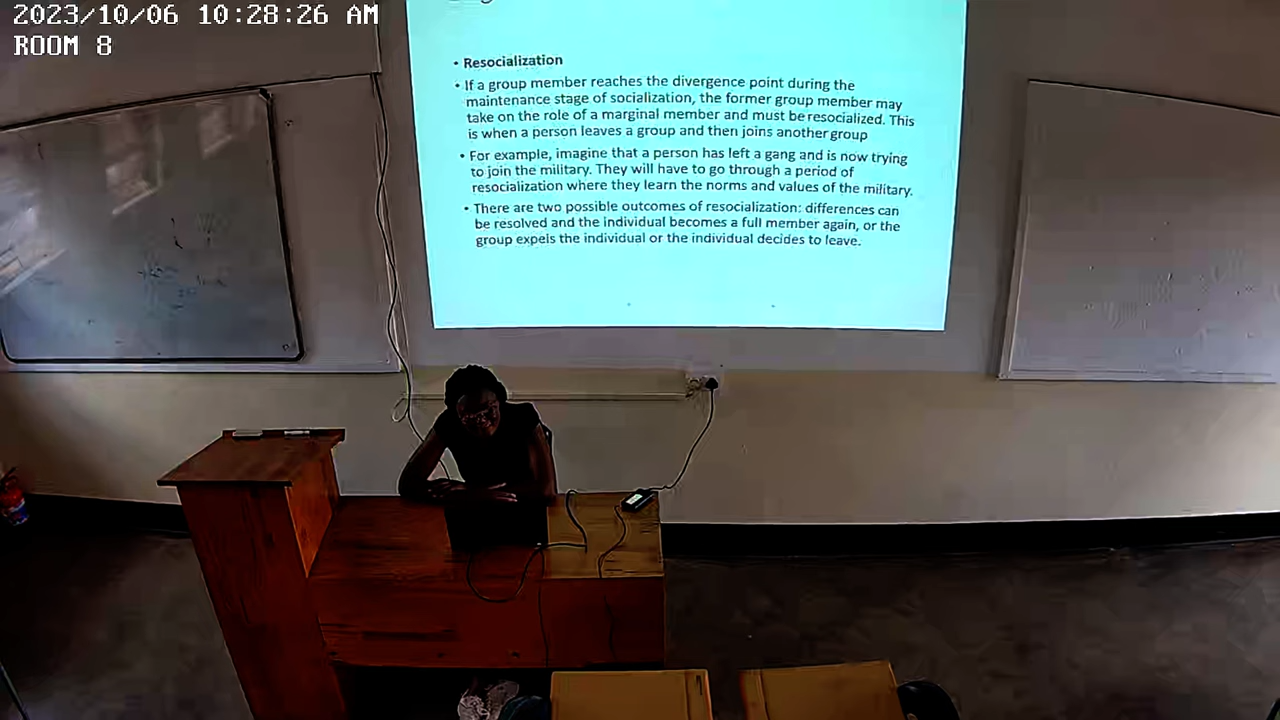 2023/10/06 10:28:26 AM
ROOM 8
• Resocialization
• If a group member reaches the divergence point during the
maintenance stage of socialization, the former group member may
take on the role of a marginal member and must be resocialized. This
is when a person leaves a group and then joins another group
• For example, imagine that a person has left a gang and is now trying
to join the military. They will have to go through a period of
resocialization where they learn the norms and values of the military.
• There are two possible outcomes of resocialization: differences can
be resolved and the individual becomes a full member again, or the
group expels the individual or the individual decides to leave.